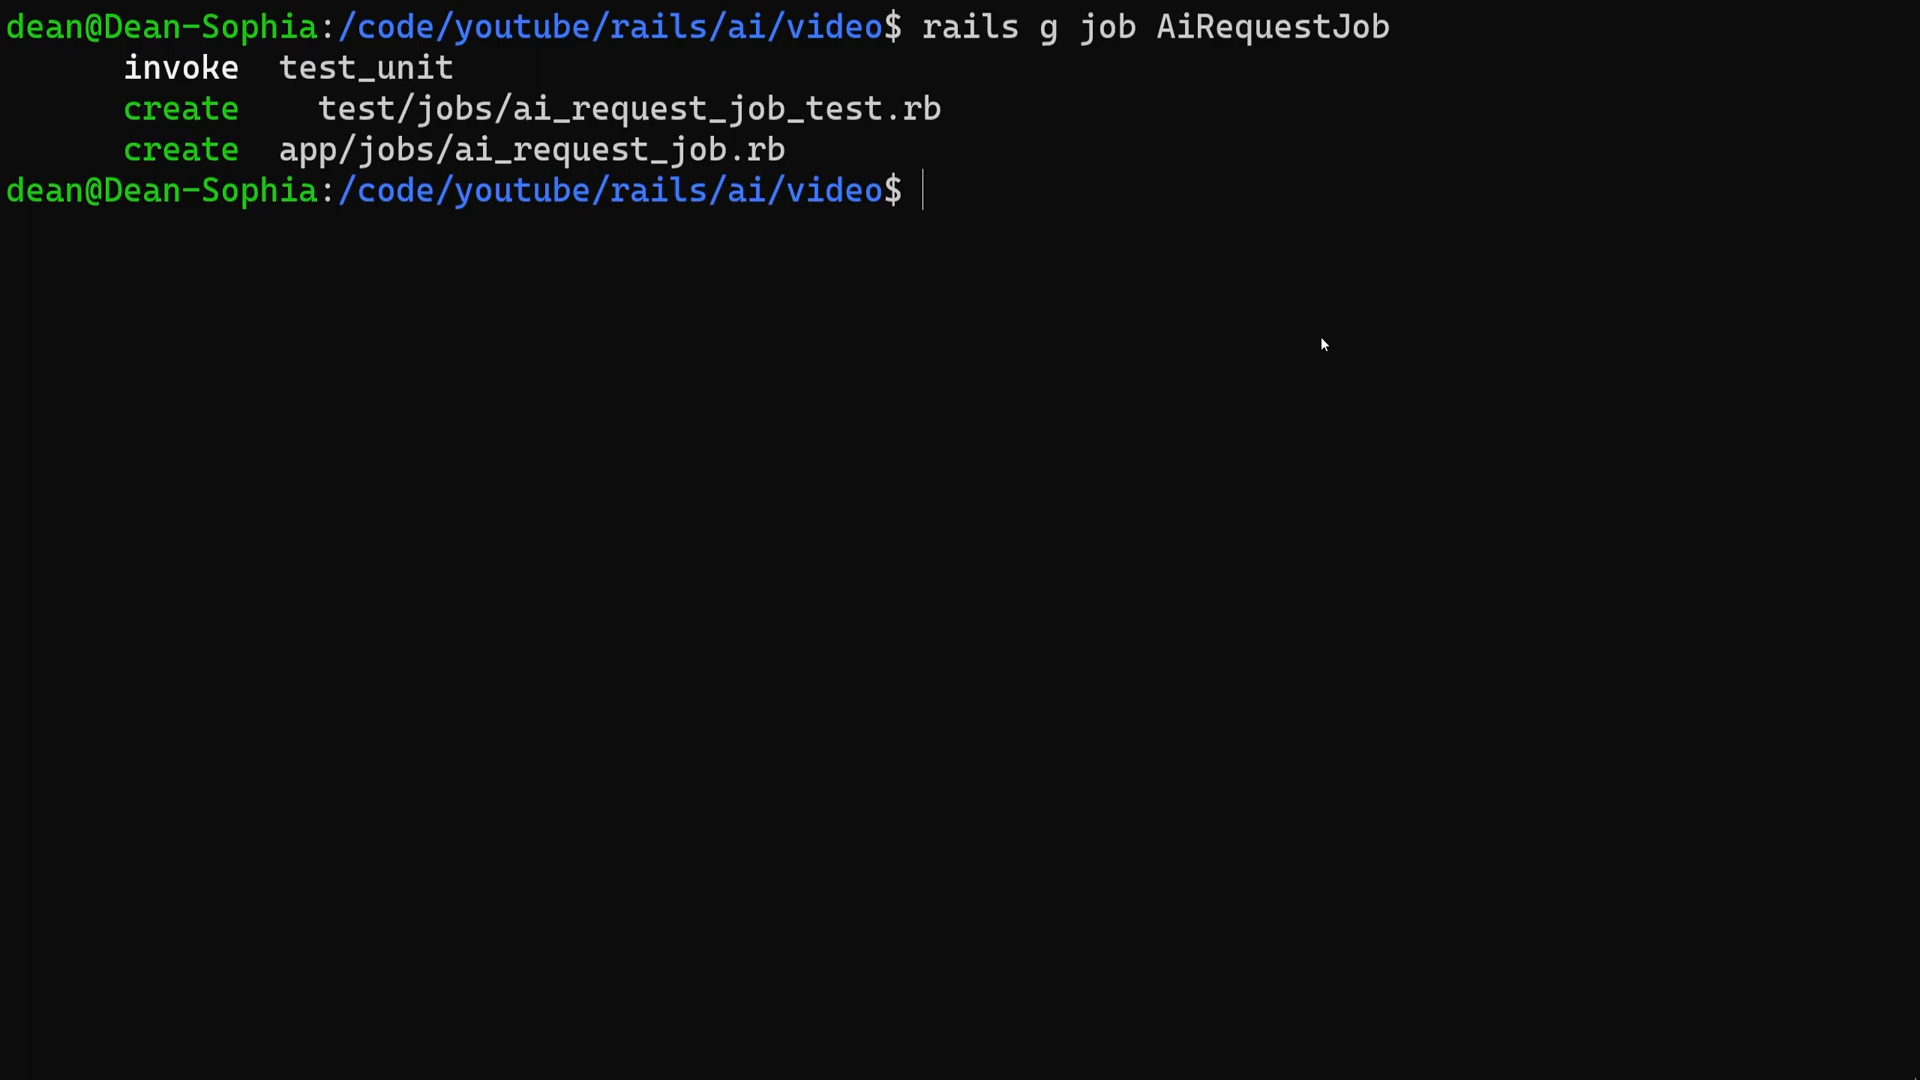 dean@Dean-Sophia:/code/youtube/rails/ai/video$ rails g job AiRequestJob
      invoke  test_unit
      create    test/jobs/ai_request_job_test.rb
      create  app/jobs/ai_request_job.rb
dean@Dean-Sophia:/code/youtube/rails/ai/video$